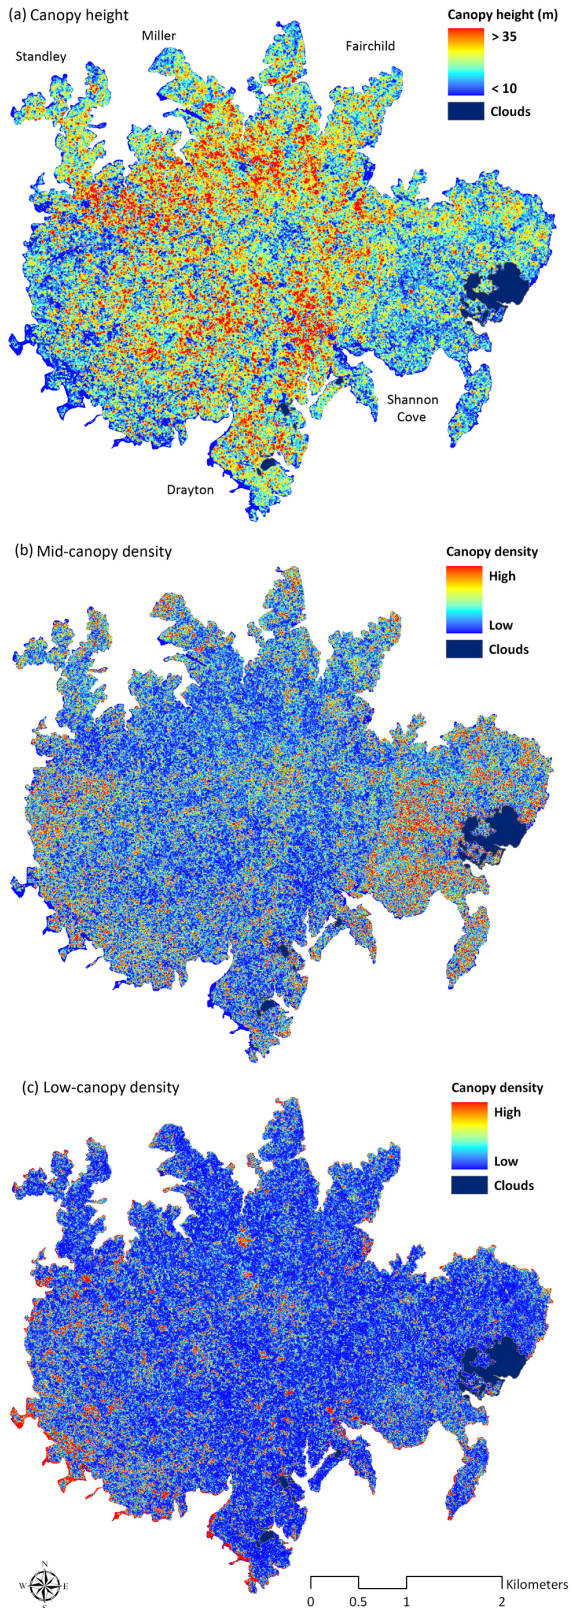 (a) Canopy height
Canopy height (m)
> 35
< 10
Clouds
Miller
Standley
Fairchild
Shannon
Cove
Drayton
(b) Mid-canopy density
Canopy density
High
Low
Clouds
(c) Low-canopy density
Canopy density
High
Low
Clouds
N
W E
S
Kilometers
0 0.5 1 2